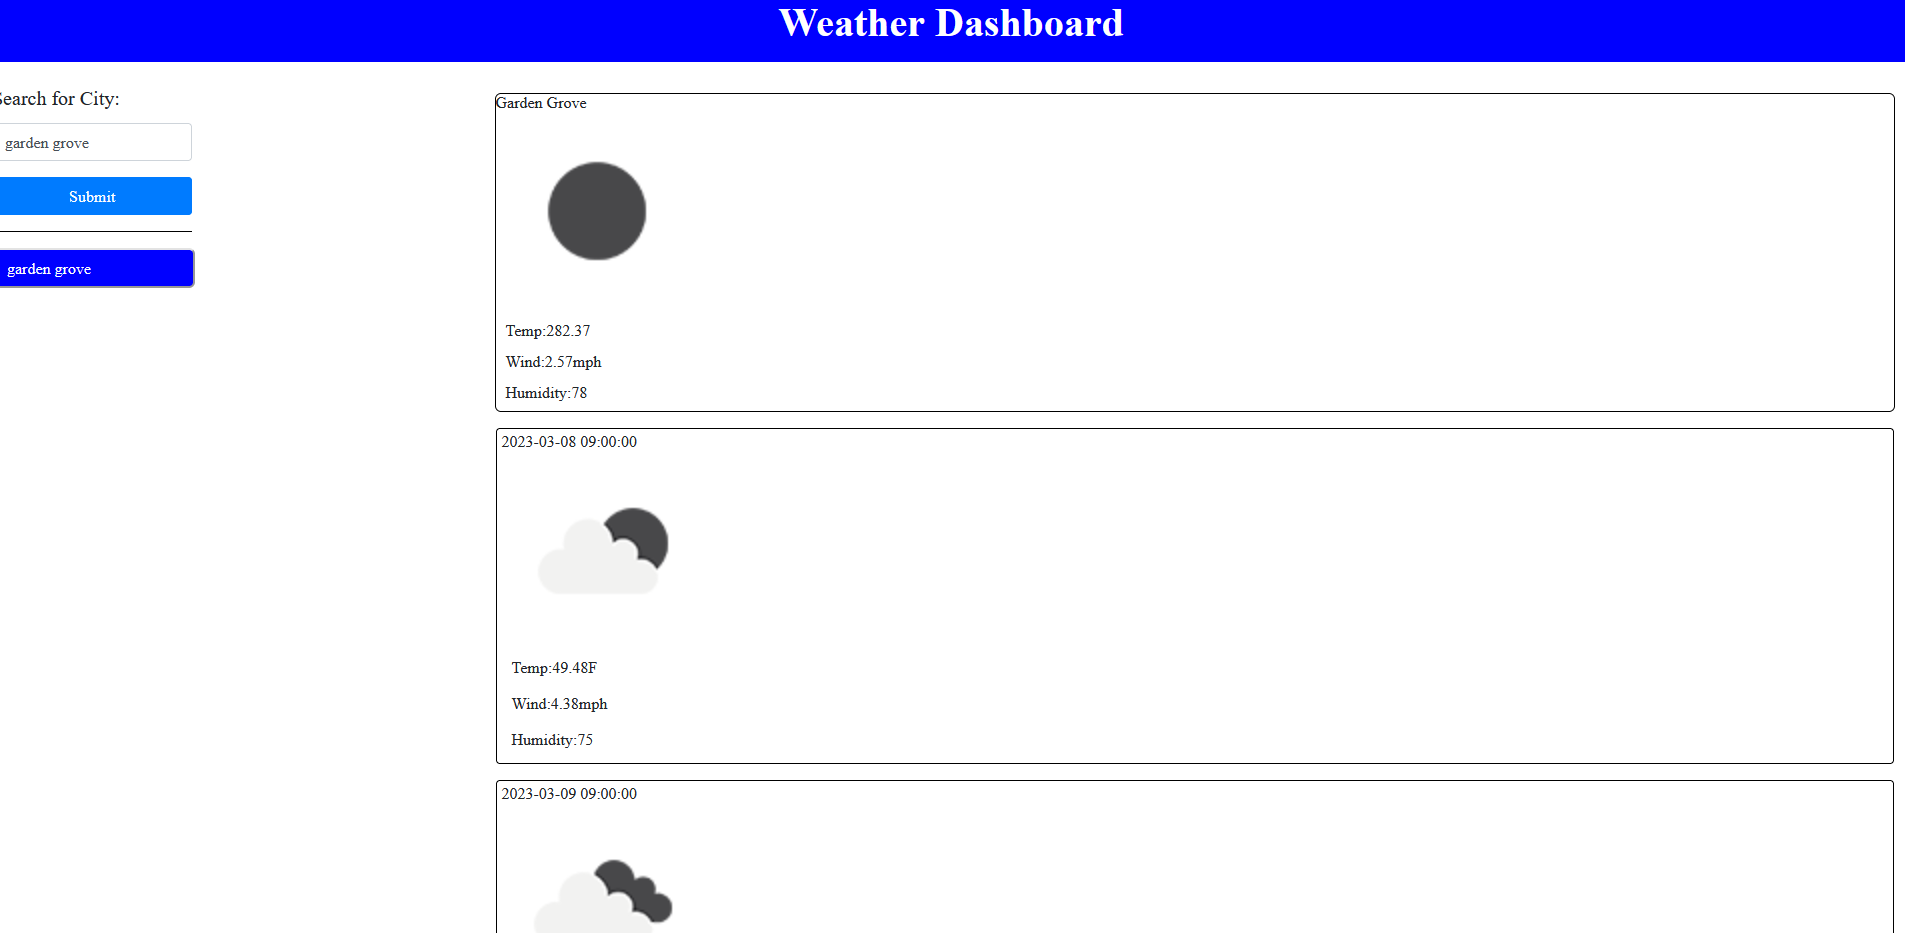 Weather Dashboard
Search for City:
garden grove
Submit
garden grove
Garden Grove
Temp:282.37
Wind:2.57mph
Humidity:78
2023-03-08 09:00:00
Temp:49.48F
Wind:4.38mph
Humidity:75
2023-03-09 09:00:00